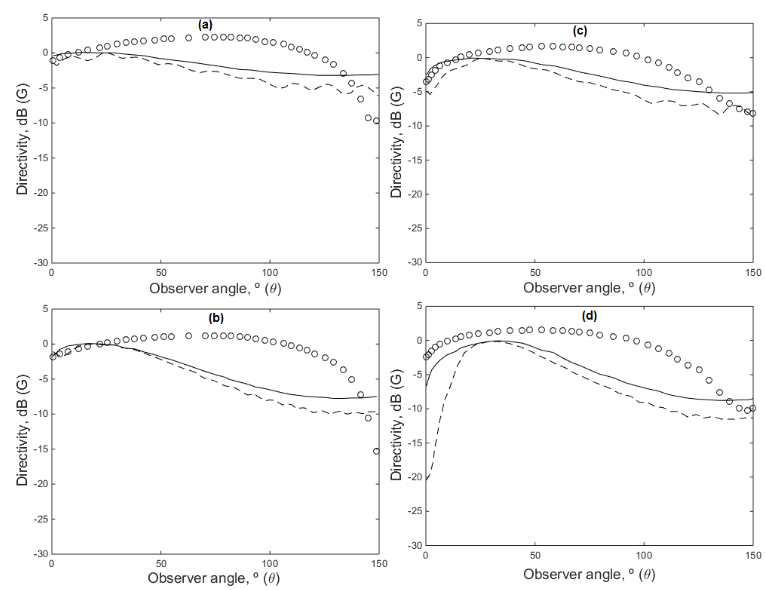 (a)
5
0
-5
-10
-15
-20
-25
-30
Directivity, dB (G)
0 50 100 150
Observer angle, º (θ)
(c)
5
0
-5
-10
-15
-20
-25
-30
Directivity, dB (G)
0 50 100 150
Observer angle, º (θ)
(b)
5
0
-5
-10
-15
-20
-25
-30
Directivity, dB (G)
0 50 100 150
Observer angle, º (θ)
(d)
5
0
-5
-10
-15
-20
-25
-30
Directivity, dB (G)
0 50 100 150
Observer angle, º (θ)